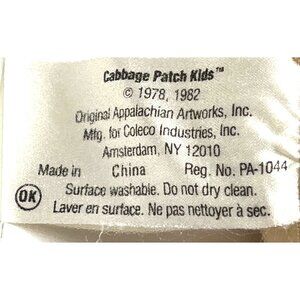 Cabbage Patch Kids™
© 1978, 1982
Original Appalachian Artworks, Inc.
Mfg. for Coleco Industries, Inc.
Amsterdam, NY 12010
Made in China Reg. No. PA-1044
OK Surface washable. Do not dry clean.
Laver en surface. Ne pas nettoyer à sec.